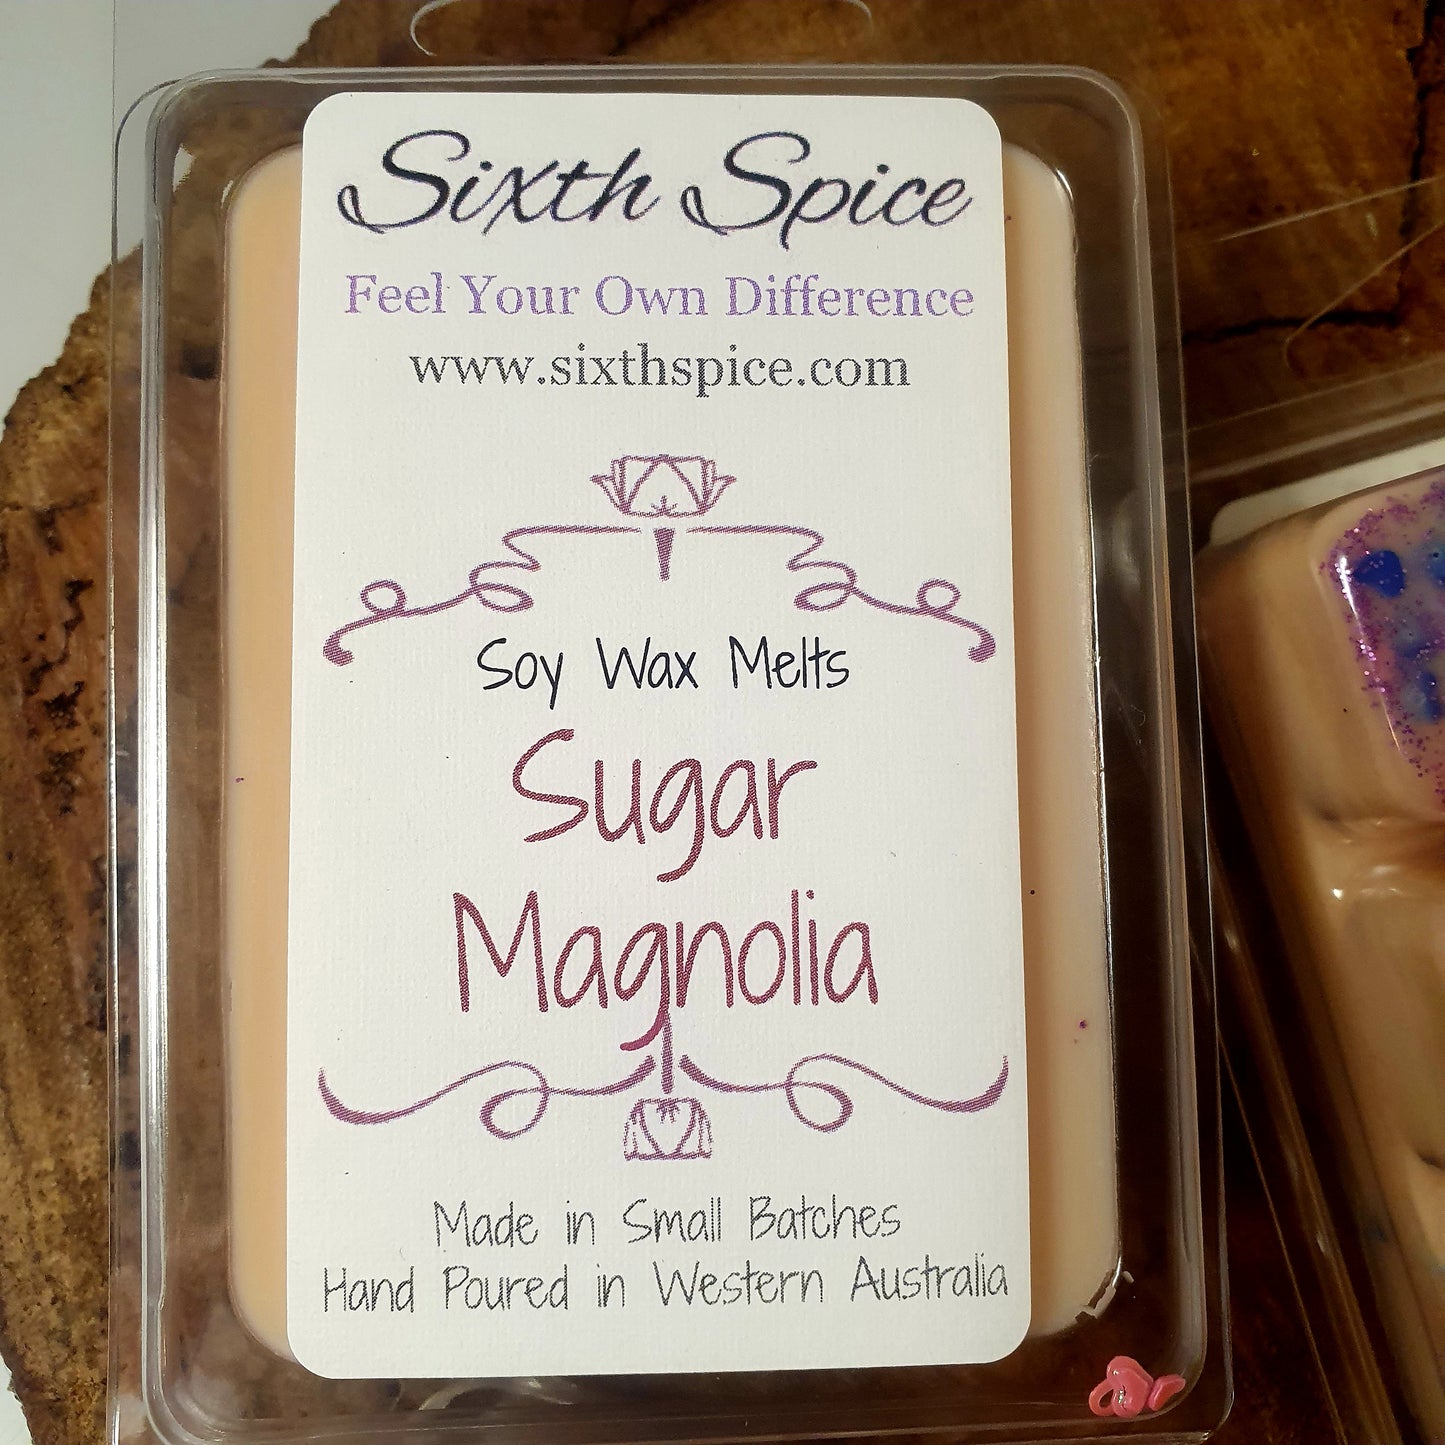 Sixth Spice
Feel Your Own Difference
www.sixthspice.com
Soy Wax Melts
Sugar
Magnolia
Made in Small Batches
Hand Poured in Western Australia